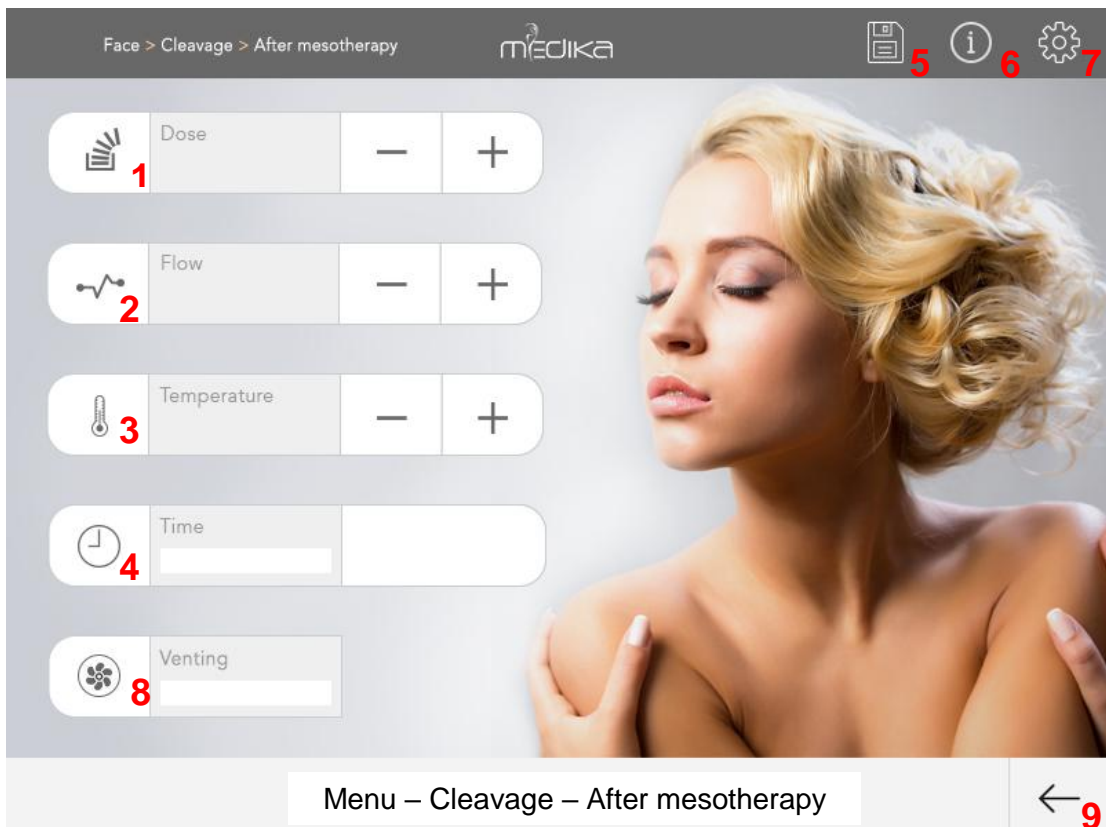 Face > Cleavage > After mesotherapy
mEDIKa
5
6
7
Dose
1
Flow
2
Temperature
3
Time
4
Venting
8
Menu – Cleavage – After mesotherapy
9